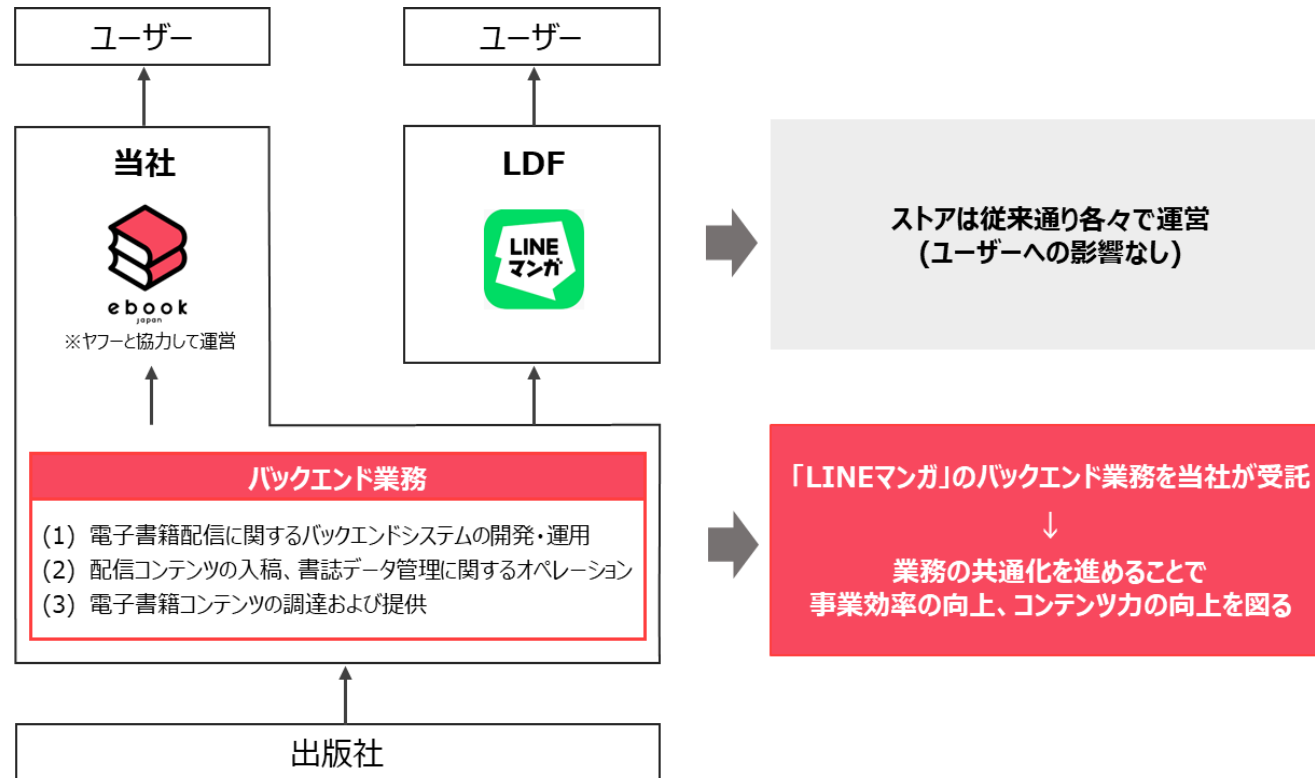 ユーザー
ユーザー
当社
ebook
japan
※ヤフーと協力して運営
LDF
LINE
マンガ
ストアは従来通り各々で運営
(ユーザーへの影響なし)
バックエンド業務
(1) 電子書籍配信に関するバックエンドシステムの開発・運用
(2) 配信コンテンツの入稿、書誌データ管理に関するオペレーション
(3) 電子書籍コンテンツの調達および提供
「LINEマンガ」のバックエンド業務を当社が受託
↓
業務の共通化を進めることで
事業効率の向上、コンテンツ力の向上を図る
出版社